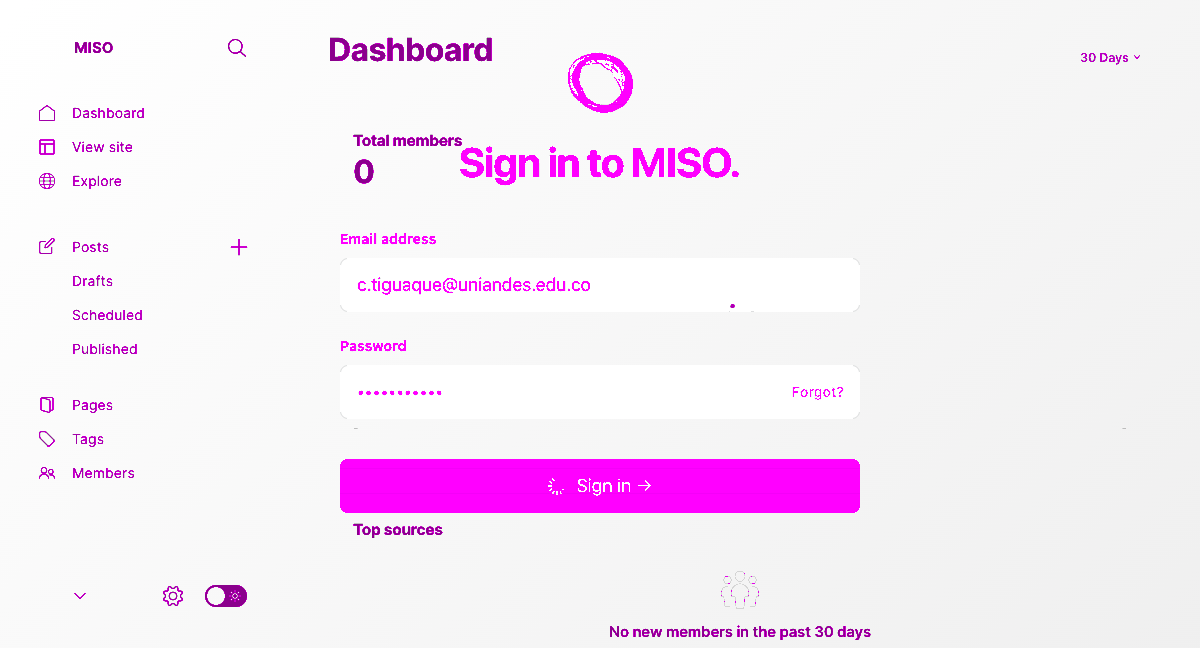 MISO
Dashboard
30 Days
Dashboard
View site
Explore
Total members
0
Sign in to MISO.
Posts
Drafts
Scheduled
Published
Email address
c.tiguaque@uniandes.edu.co
Password
•••••••••••
Forgot?
Pages
Tags
Members
Sign in →
Top sources
No new members in the past 30 days